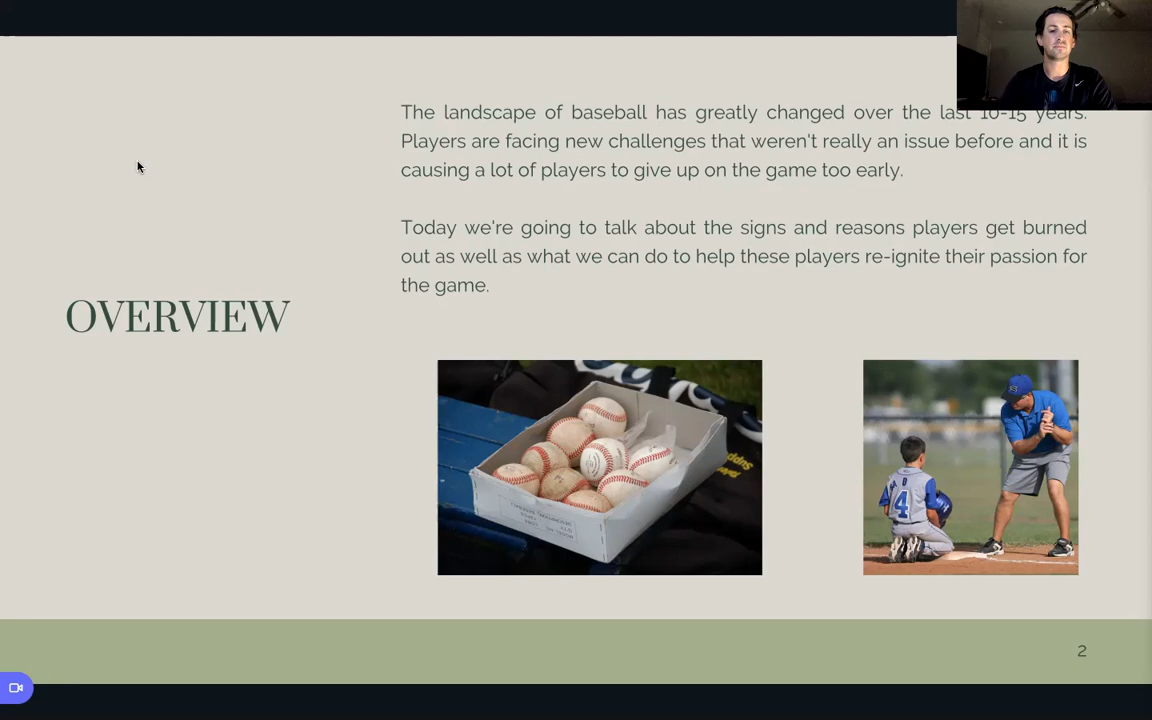 The landscape of baseball has greatly changed over the last 10-15 years.
Players are facing new challenges that weren't really an issue before and it is
causing a lot of players to give up on the game too early.
Today we're going to talk about the signs and reasons players get burned
out as well as what we can do to help these players re-ignite their passion for
the game.
OVERVIEW
4
2